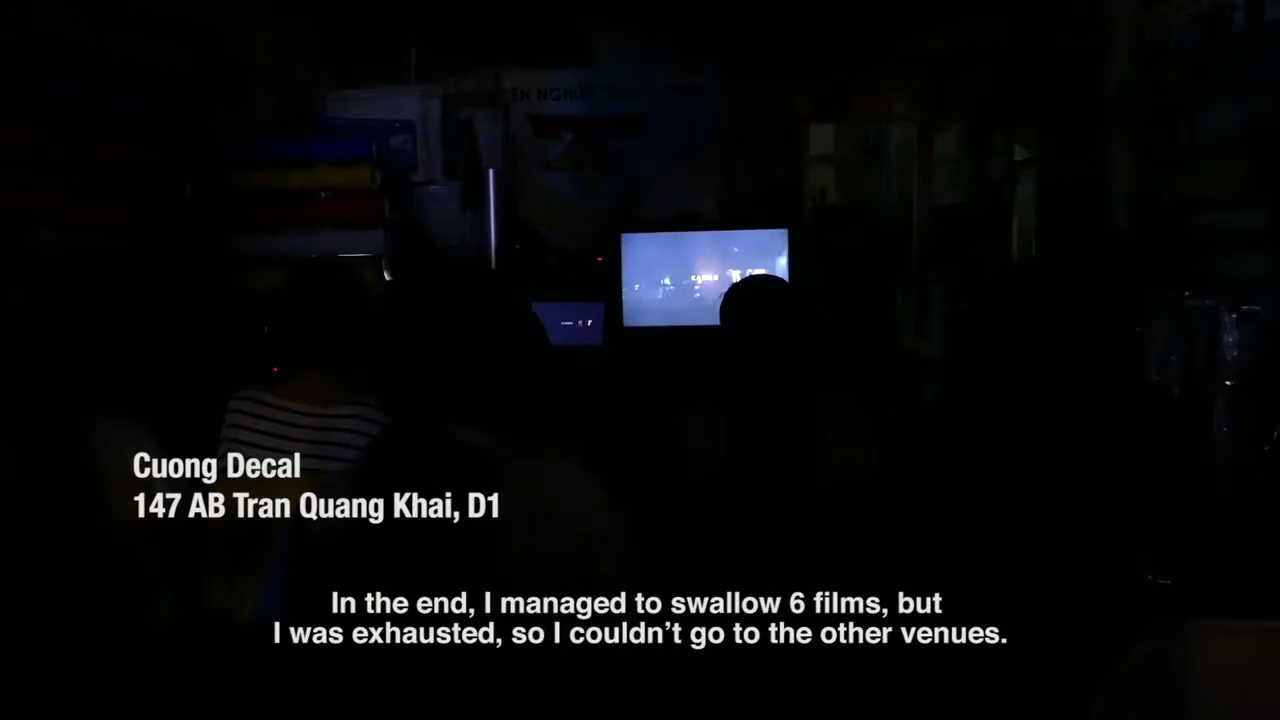 Cuong Decal
147 AB Tran Quang Khai, D1
In the end, I managed to swallow 6 films, but
I was exhausted, so I couldn't go to the other venues.